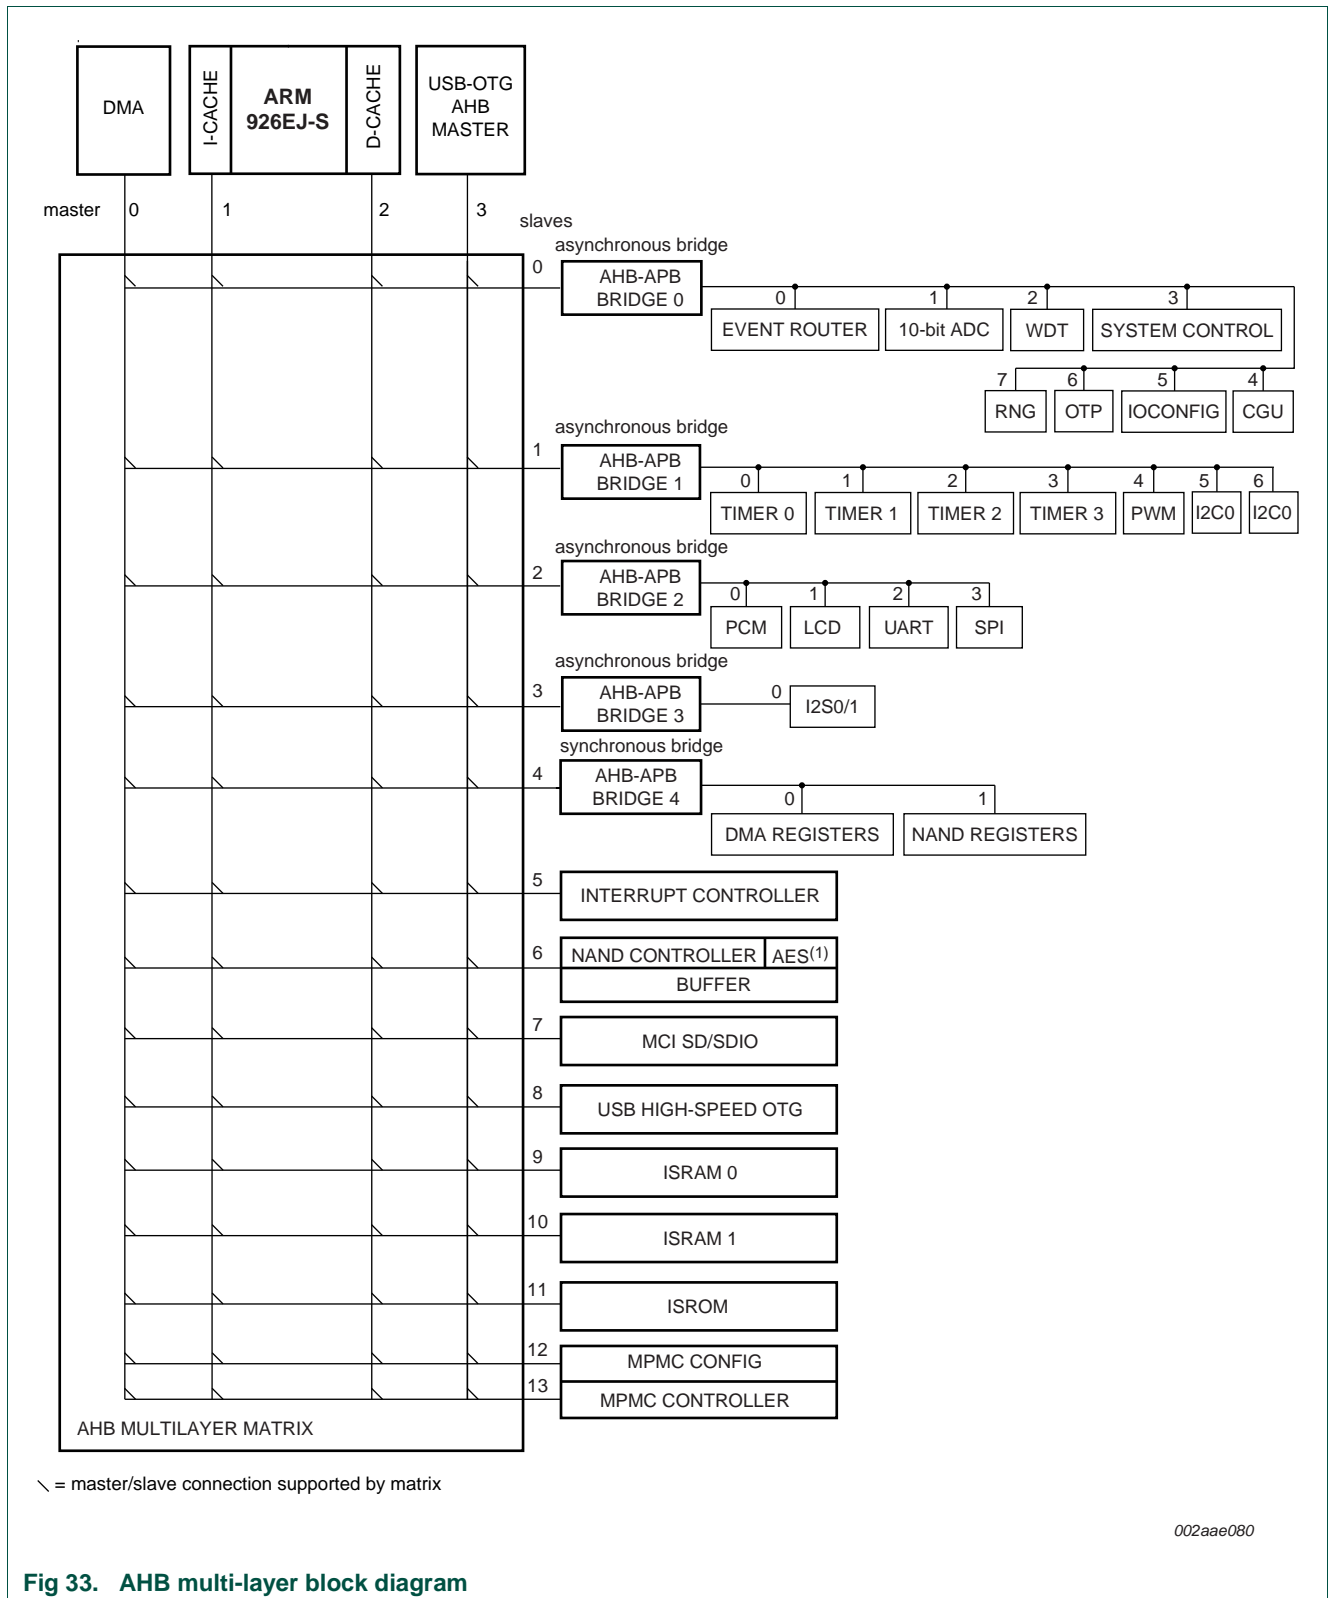 DMA
I-CACHE
ARM
926EJ-S
D-CACHE
USB-OTG
AHB
MASTER
master
0
1
2
3
slaves
asynchronous bridge
0
AHB-APB
BRIDGE 0
0
1
2
3
EVENT ROUTER
10-bit ADC
WDT
SYSTEM CONTROL
7
6
5
4
RNG
OTP
IOCONFIG
CGU
asynchronous bridge
1
AHB-APB
BRIDGE 1
0
1
2
3
4
5
6
TIMER 0
TIMER 1
TIMER 2
TIMER 3
PWM
I2C0
I2C0
asynchronous bridge
2
AHB-APB
BRIDGE 2
0
1
2
3
PCM
LCD
UART
SPI
asynchronous bridge
3
AHB-APB
BRIDGE 3
0
I2S0/1
synchronous bridge
4
AHB-APB
BRIDGE 4
0
1
DMA REGISTERS
NAND REGISTERS
5
INTERRUPT CONTROLLER
6
NAND CONTROLLER
AES(1)
BUFFER
7
MCI SD/SDIO
8
USB HIGH-SPEED OTG
9
ISRAM 0
10
ISRAM 1
11
ISROM
12
MPMC CONFIG
13
MPMC CONTROLLER
AHB MULTILAYER MATRIX
= master/slave connection supported by matrix
002aae080
Fig 33. AHB multi-layer block diagram